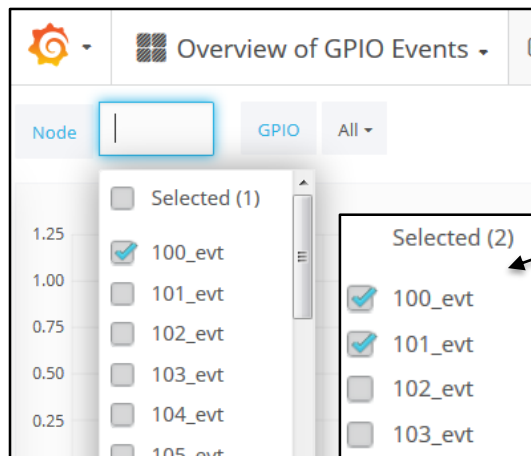 Overview of GPIO Events
Node
GPIO
All
Selected (1)
100_evt
101_evt
102_evt
103_evt
104_evt
105_evt
1.25
1.00
0.75
0.50
0.25
Selected (2)
100_evt
101_evt
102_evt
103_evt